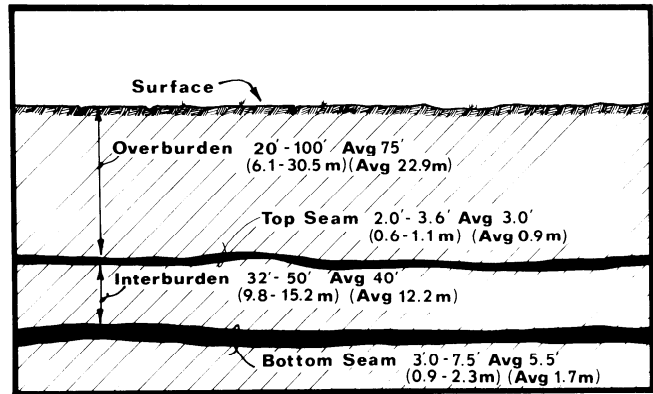 Surface
Overburden 20'-100' Avg 75'
(6.1-30.5 m) (Avg 22.9m)
Top Seam 2.0'- 3.6' Avg 3.0'
(0.6-1.1 m) (Avg 0.9 m)
Interburden 32'- 50' Avg 40'
(9.8-15.2 m) (Avg 12.2 m)
Bottom Seam 3.0 - 7.5' Avg 5.5'
(0.9 - 2.3m) (Avg 1.7m)